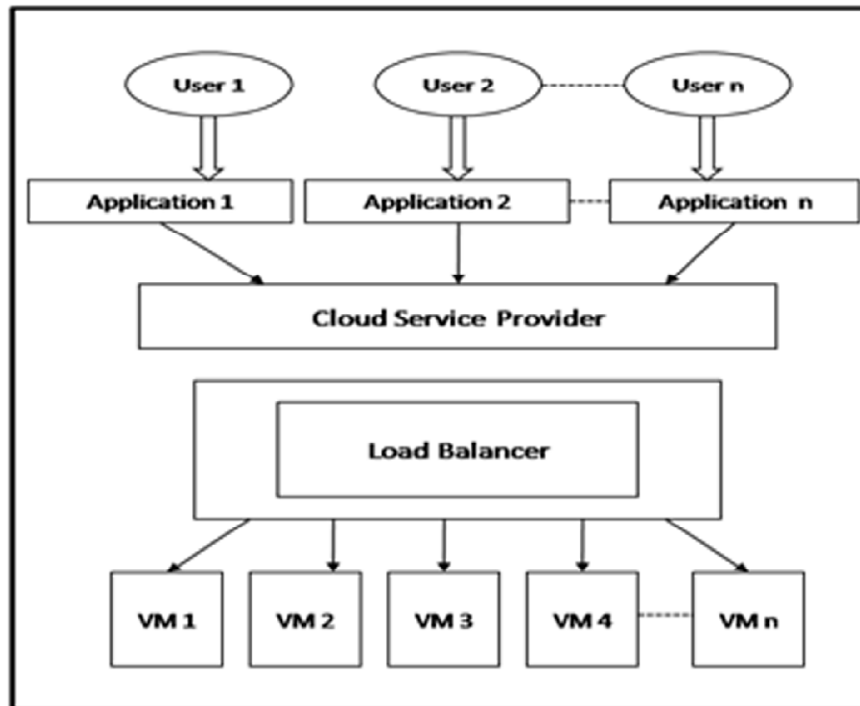 User 1
User 2
User n
Application 1
Application 2
Application n
Cloud Service Provider
Load Balancer
VM 1
VM 2
VM 3
VM 4
VM n